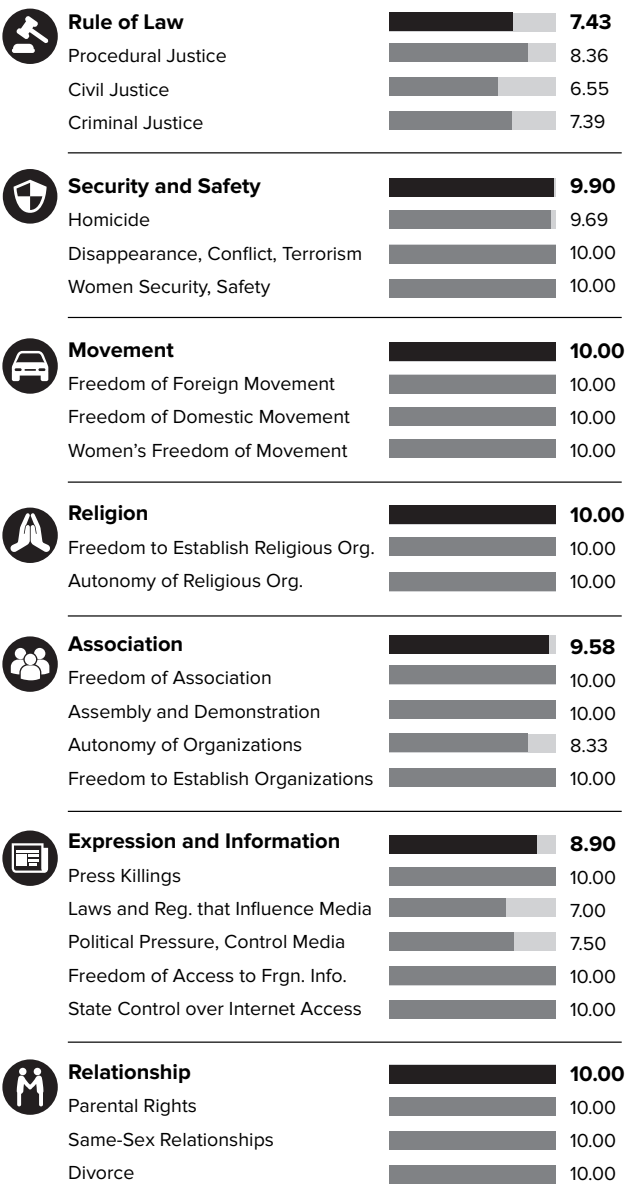 Rule of Law 7.43
Procedural Justice 8.36
Civil Justice 6.55
Criminal Justice 7.39
Security and Safety 9.90
Homicide 9.69
Disappearance, Conflict, Terrorism 10.00
Women Security, Safety 10.00
Movement 10.00
Freedom of Foreign Movement 10.00
Freedom of Domestic Movement 10.00
Women's Freedom of Movement 10.00
Religion 10.00
Freedom to Establish Religious Org. 10.00
Autonomy of Religious Org. 10.00
Association 9.58
Freedom of Association 10.00
Assembly and Demonstration 10.00
Autonomy of Organizations 8.33
Freedom to Establish Organizations 10.00
Expression and Information 8.90
Press Killings 10.00
Laws and Reg. that Influence Media 7.00
Political Pressure, Control Media 7.50
Freedom of Access to Frgn. Info. 10.00
State Control over Internet Access 10.00
Relationship 10.00
Parental Rights 10.00
Same-Sex Relationships 10.00
Divorce 10.00